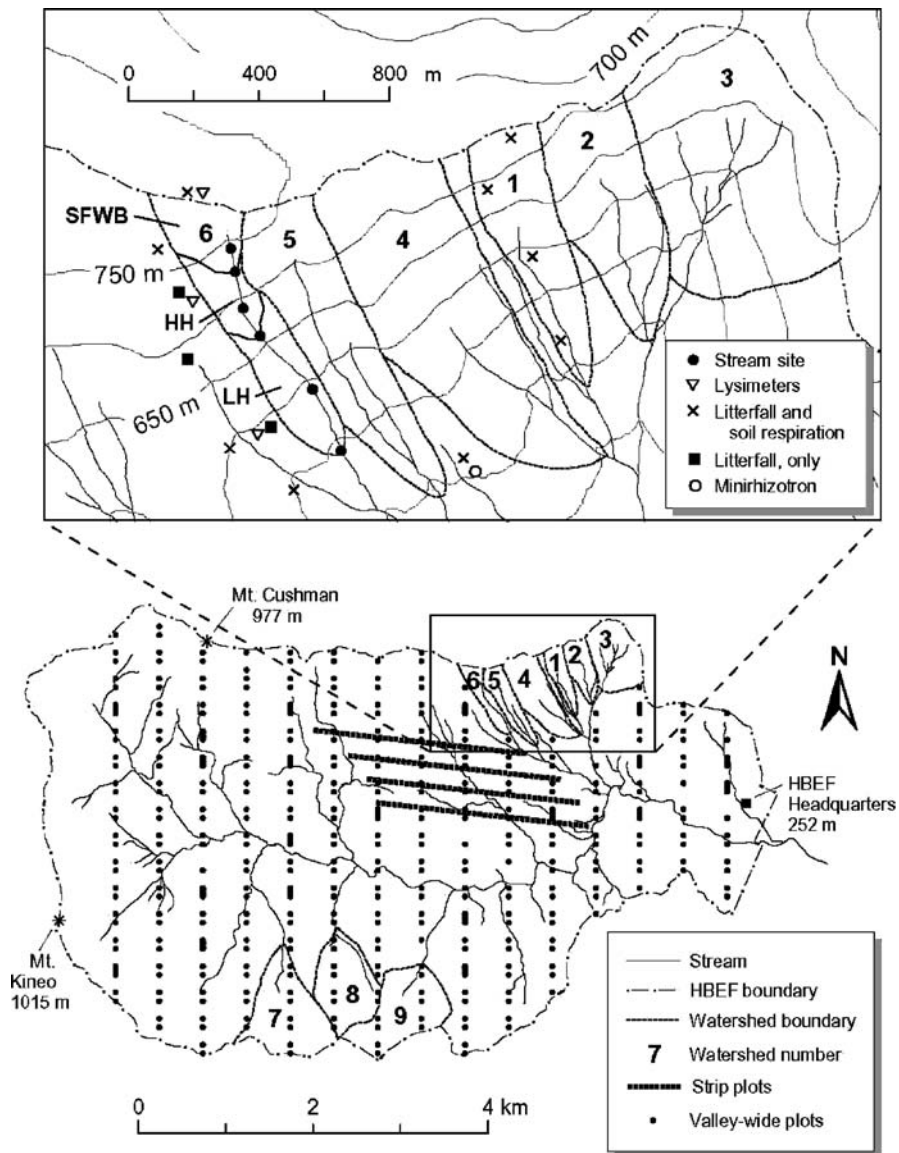 0 400 800 m
700 m
3
2
1
SFWB
6
5
4
750 m
HH
LH
650 m
Stream site
Lysimeters
Litterfall and
soil respiration
Litterfall, only
Minirhizotron
Mt. Cushman
977 m
3
2
1
4
6
5
N
HBEF
Headquarters
252 m
Mt.
Kineo
1015 m
7
8
9
Stream
HBEF boundary
Watershed boundary
7 Watershed number
Strip plots
Valley-wide plots
0 2 4 km